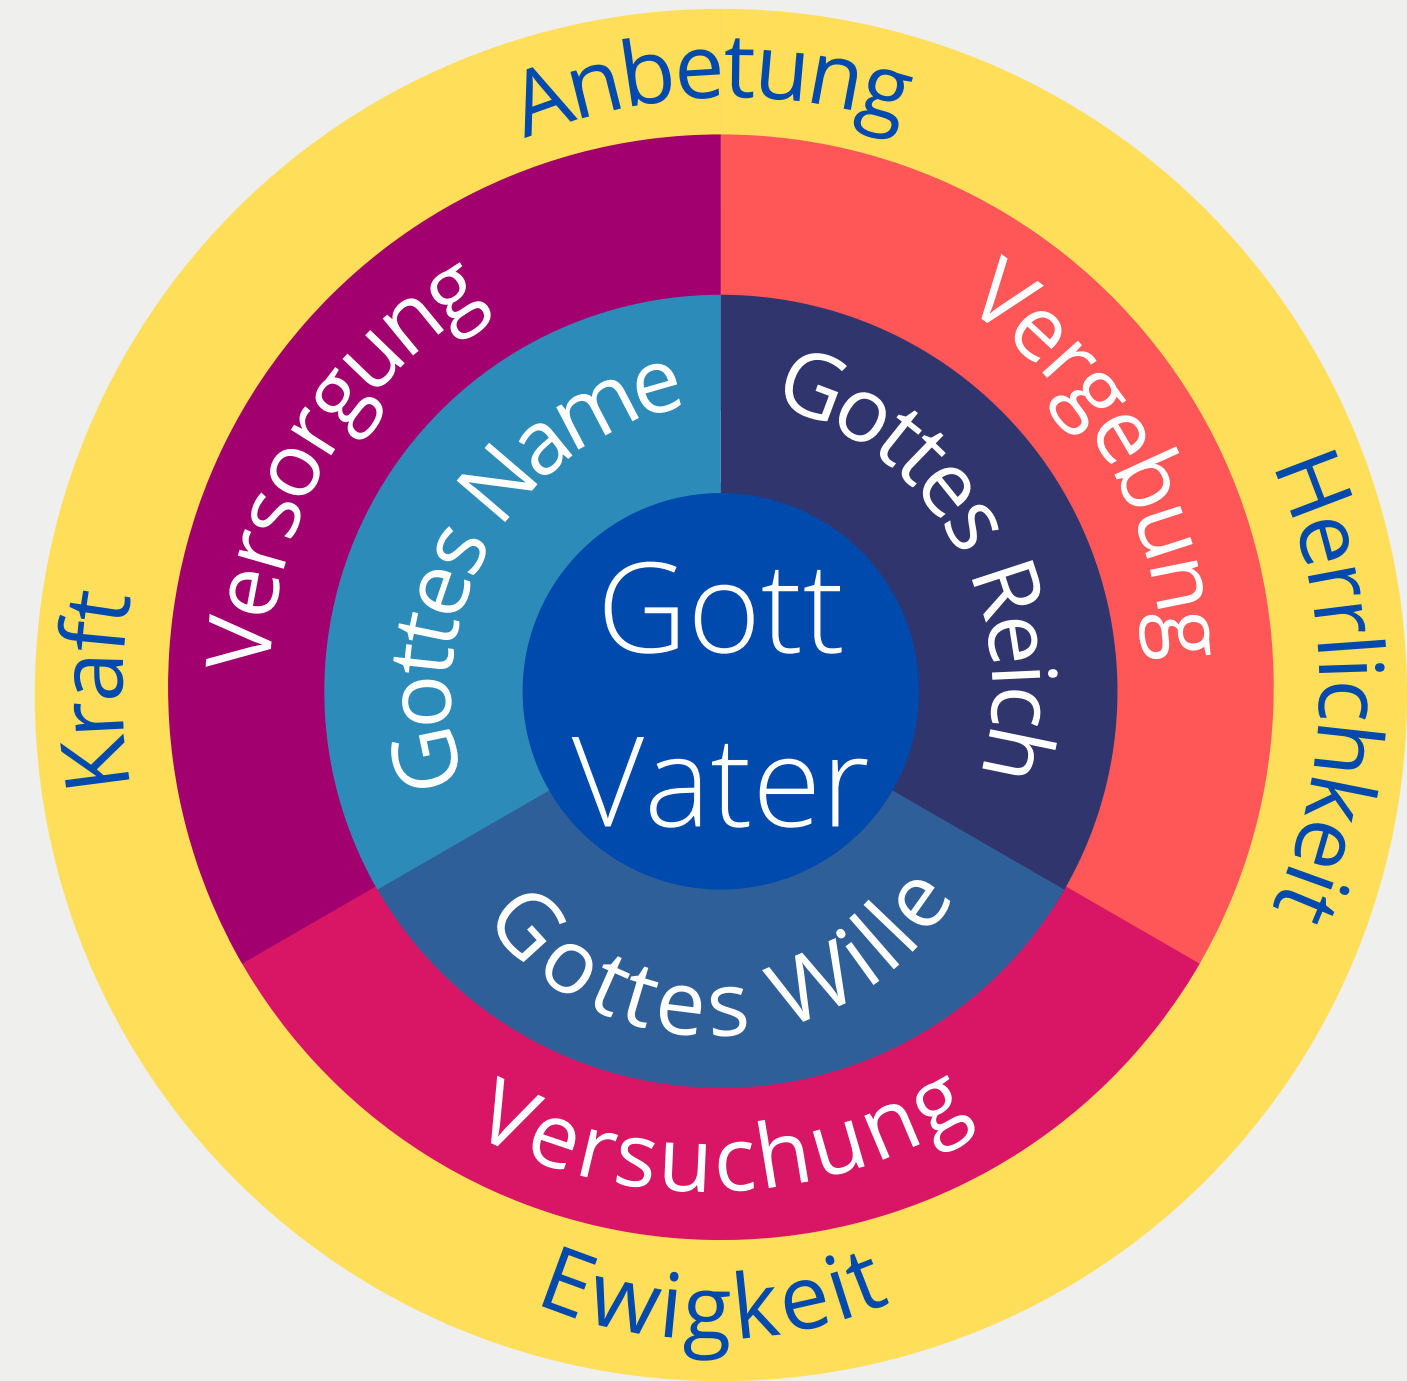 Anbetung
Kraft
Herrlichkeit
Ewigkeit
Versorgung
Vergebung
Versuchung
Gottes Name
Gottes Reich
Gottes Wille
Gott
Vater